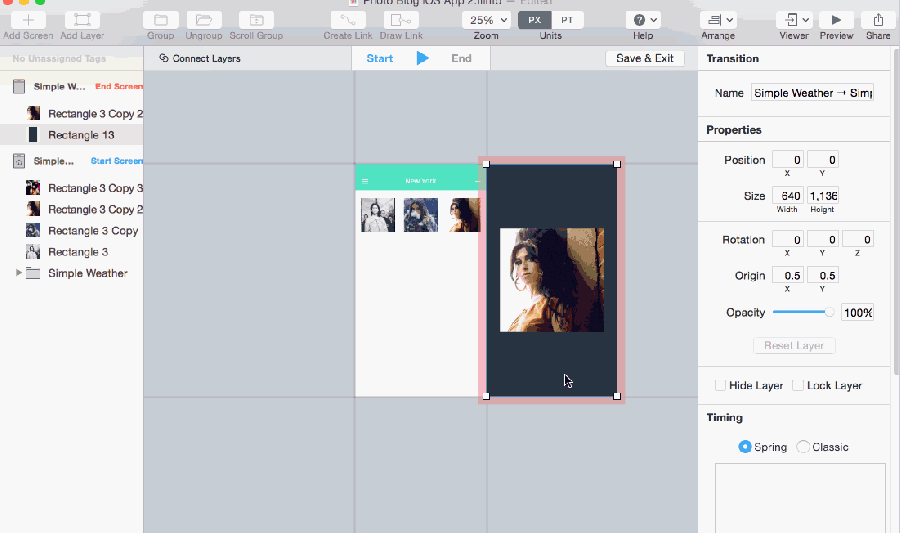 Photo Blog iOS App 2.flinto — Edited
25% PX PT
Add Screen Add Layer Group Ungroup Scroll Group Create Link Draw Link Zoom Units Help Arrange Viewer Preview Share
No Unassigned Tags
Connect Layers
Start End
Save & Exit
Simple W... End Screen
Rectangle 3 Copy 2
Rectangle 13
Simple... Start Screen
Rectangle 3 Copy 3
Rectangle 3 Copy 2
Rectangle 3 Copy
Rectangle 3
Simple Weather
NEW YORK
Transition
Name Simple Weather → Simp
Properties
Position 0 0
X Y
Size 640 1,136
Width Height
Rotation 0 0 0
X Y Z
Origin 0.5 0.5
X Y
Opacity 100%
Reset Layer
Hide Layer Lock Layer
Timing
Spring Classic